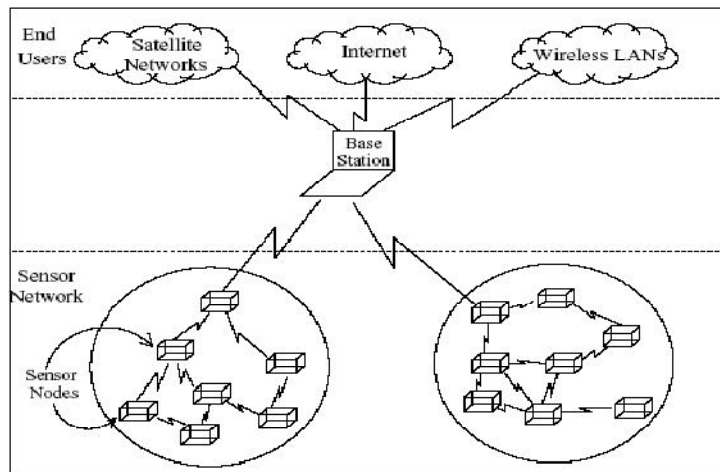 End
Users
Satellite
Networks
Internet
Wireless LANs
Base
Station
Sensor
Network
Sensor
Nodes